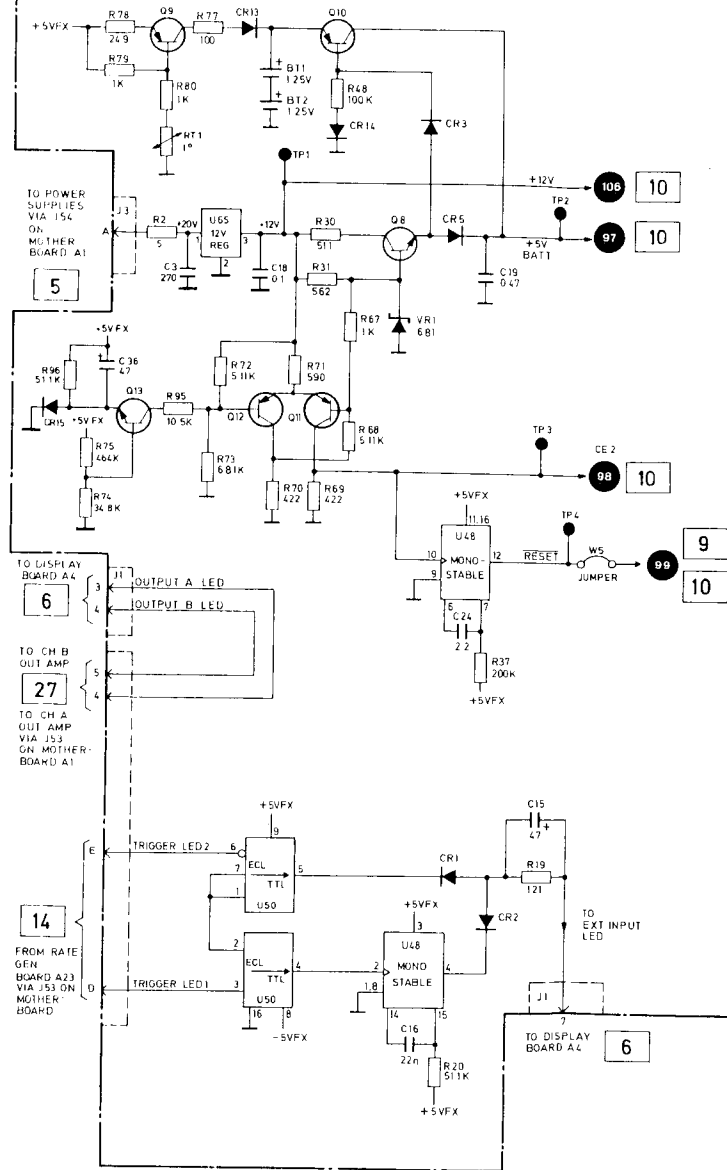 +5VFX
R78
24.9
Q9
R77
100
CR13
Q10
R79
1K
R80
1K
RT1
1°
+
BT1
1.25V
+
BT2
1.25V
R48
100K
CR14
CR3
TP1
+12V
106
10
TP2
97
10
+5V
BATT
TO POWER
SUPPLIES
VIA J54
ON
MOTHER
BOARD A1
5
J3
A
R2
5
+20V
1
U65
12V
REG
3
2
+12V
C3
270
C18
0.1
R30
511
Q8
CR5
R31
562
C19
0.47
R67
1K
VR1
6.81
+5VFX
R96
51.1K
+
C36
47
Q13
CR15
+5VFX
R75
464K
R74
34.8K
R95
10.5K
R72
5.11K
R71
590
Q12
Q11
R73
6.81K
R68
5.11K
R70
422
R69
422
TP3
CE 2
98
10
+5VFX
11.16
U48
MONO-
STABLE
10
9
12
6
7
RESET
TP4
W5
JUMPER
99
9
10
C24
2.2
R37
200K
+5VFX
TO DISPLAY
BOARD A4
6
J1
3
4
OUTPUT A LED
OUTPUT B LED
TO CH B
OUT AMP
27
5
4
TO CH A
OUT AMP
VIA J53
ON MOTHER-
BOARD A1
+5VFX
9
E
TRIGGER LED2
6
7
1
ECL
TTL
U50
5
CR1
C15
47
+
R19
121
CR2
TO
EXT INPUT
LED
14
FROM RATE
GEN
BOARD A23
VIA J53 ON
MOTHER-
BOARD
D
TRIGGER LED1
2
3
ECL
TTL
U50
4
16
8
-5VFX
+5VFX
3
U48
MONO
STABLE
2
1,8
4
14
15
C16
22n
R20
51.1K
+5VFX
J1
7
TO DISPLAY
BOARD A4
6